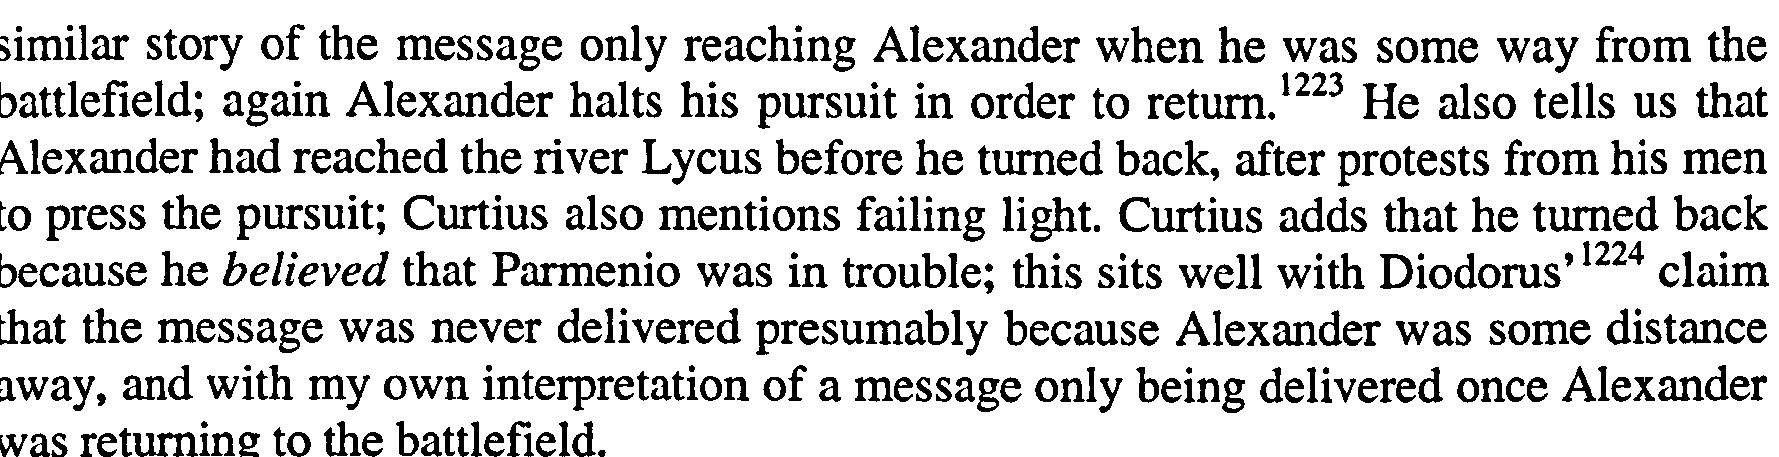 similar story of the message only reaching Alexander when he was some way from the
battlefield; again Alexander halts his pursuit in order to return.1223 He also tells us that
Alexander had reached the river Lycus before he turned back, after protests from his men
to press the pursuit; Curtius also mentions failing light. Curtius adds that he turned back
because he believed that Parmenio was in trouble; this sits well with Diodorus'1224 claim
that the message was never delivered presumably because Alexander was some distance
away, and with my own interpretation of a message only being delivered once Alexander
was returning to the battlefield.